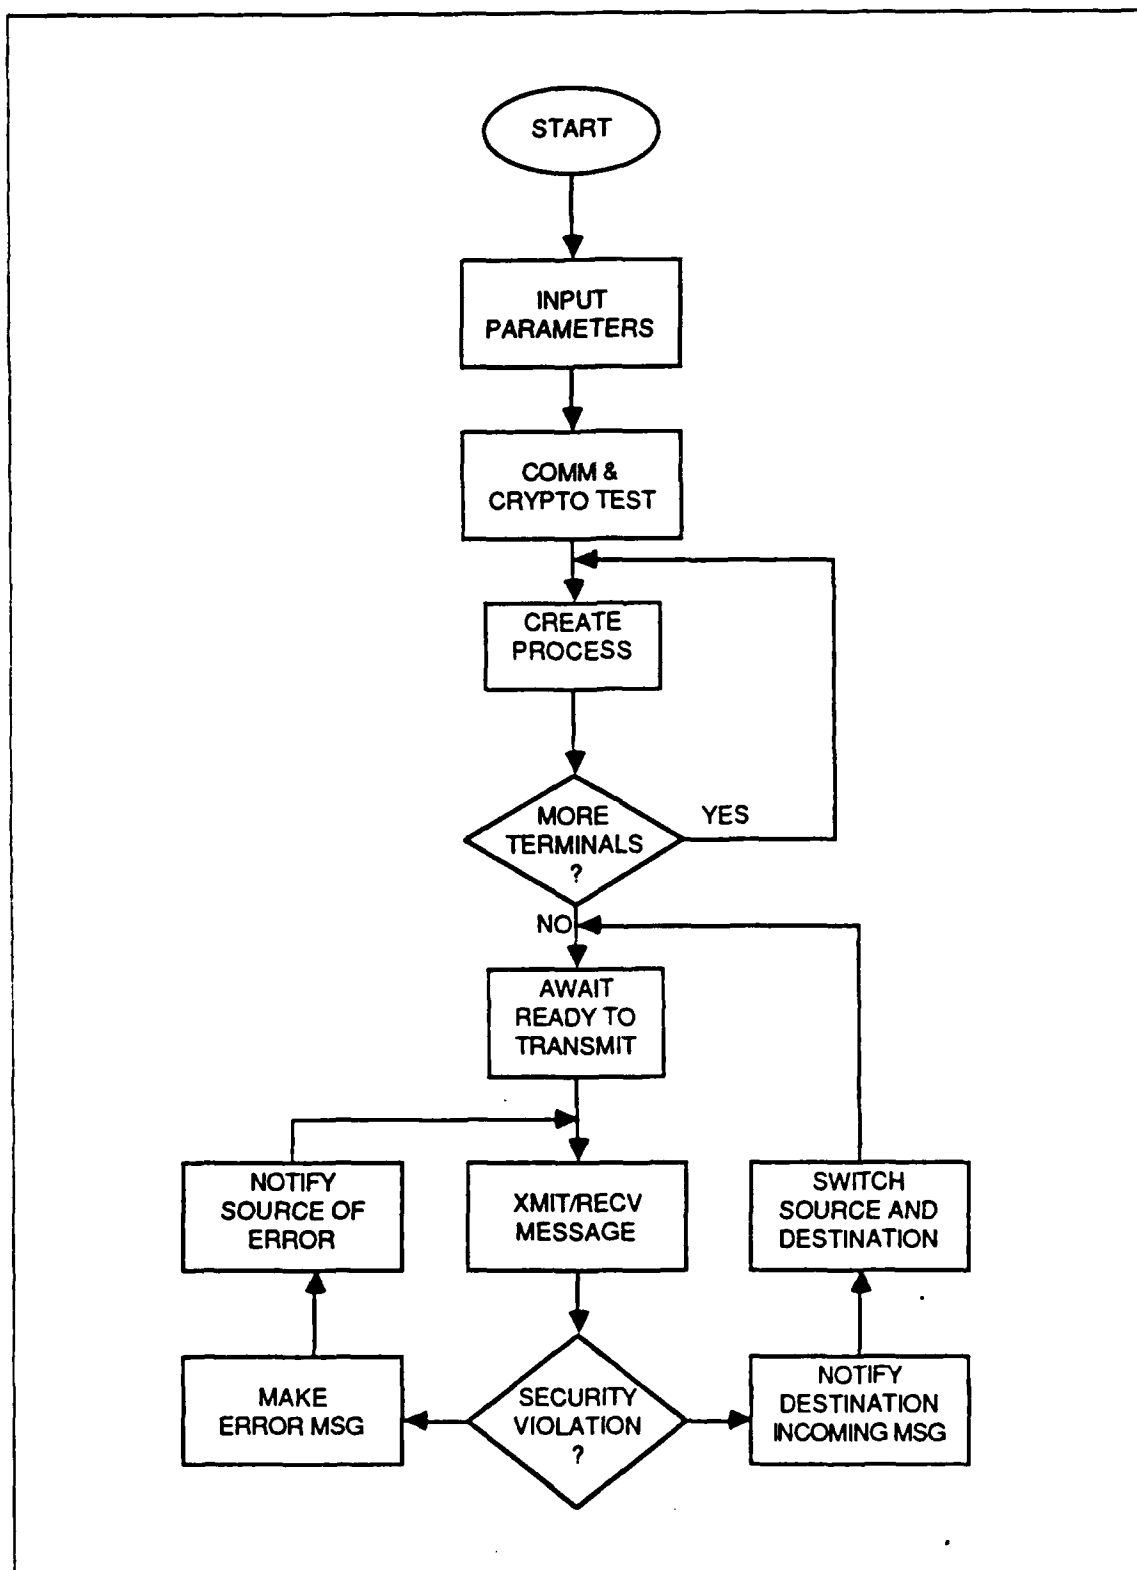 START
INPUT
PARAMETERS
COMM &
CRYPTO TEST
CREATE
PROCESS
MORE
TERMINALS
?
YES
NO
AWAIT
READY TO
TRANSMIT
NOTIFY
SOURCE OF
ERROR
XMIT/RECV
MESSAGE
SWITCH
SOURCE AND
DESTINATION
MAKE
ERROR MSG
SECURITY
VIOLATION
?
NOTIFY
DESTINATION
INCOMING MSG